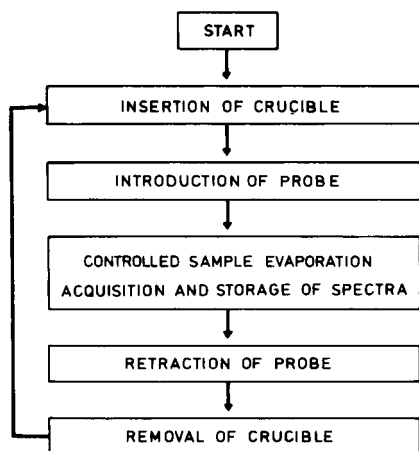 START
INSERTION OF CRUCIBLE
INTRODUCTION OF PROBE
CONTROLLED SAMPLE EVAPORATION
ACQUISITION AND STORAGE OF SPECTRA
RETRACTION OF PROBE
REMOVAL OF CRUCIBLE